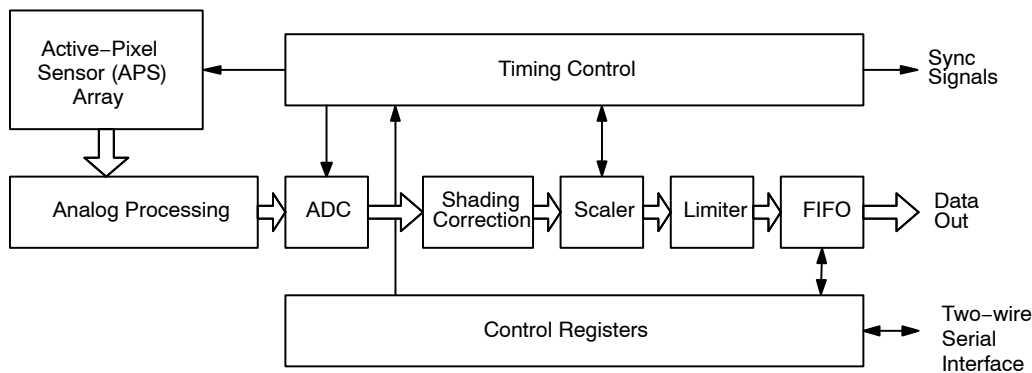 Active−Pixel
Sensor (APS)
Array
Timing Control
Sync
Signals
Analog Processing
ADC
Shading
Correction
Scaler
Limiter
FIFO
Data
Out
Control Registers
Two−wire
Serial
Interface